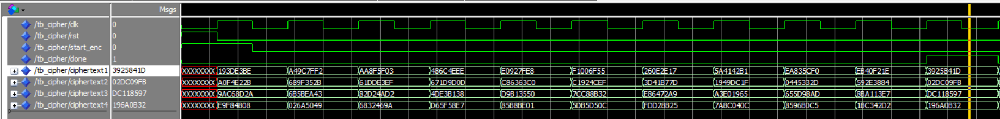 Msgs
/tb_cipher/clk 0
/tb_cipher/rst 0
/tb_cipher/start_enc 0
/tb_cipher/done 1
/tb_cipher/ciphertext1 3925841D XXXXXXXX 193DE3BE A49C7FF2 AA8F5F03 486C4EEE E0927FE8 F1006F55 260E2E17 5A4142B1 EA835CF0 EB40F21E 3925841D
/tb_cipher/ciphertext2 02DC09FB XXXXXXXX A0F4E22B 689F352B 61DDE3EF 671D9D0D C86363C0 C1924CEF 3D41B77D 1949DC1F 0445332D 592E3884 02DC09FB
/tb_cipher/ciphertext3 DC118597 XXXXXXXX 9AC68D2A 6B5BEA43 82D24AD2 4DE3B138 D9B13550 7CC88B32 E86472A9 A3E01965 655D98AD 8BA113E7 DC118597
/tb_cipher/ciphertext4 196A0B32 XXXXXXXX E9F84808 026A5049 6832469A D65F58E7 85B8BE01 5DB5D50C FDD28B25 7A8C040C 8596B0C5 1BC342D2 196A0B32